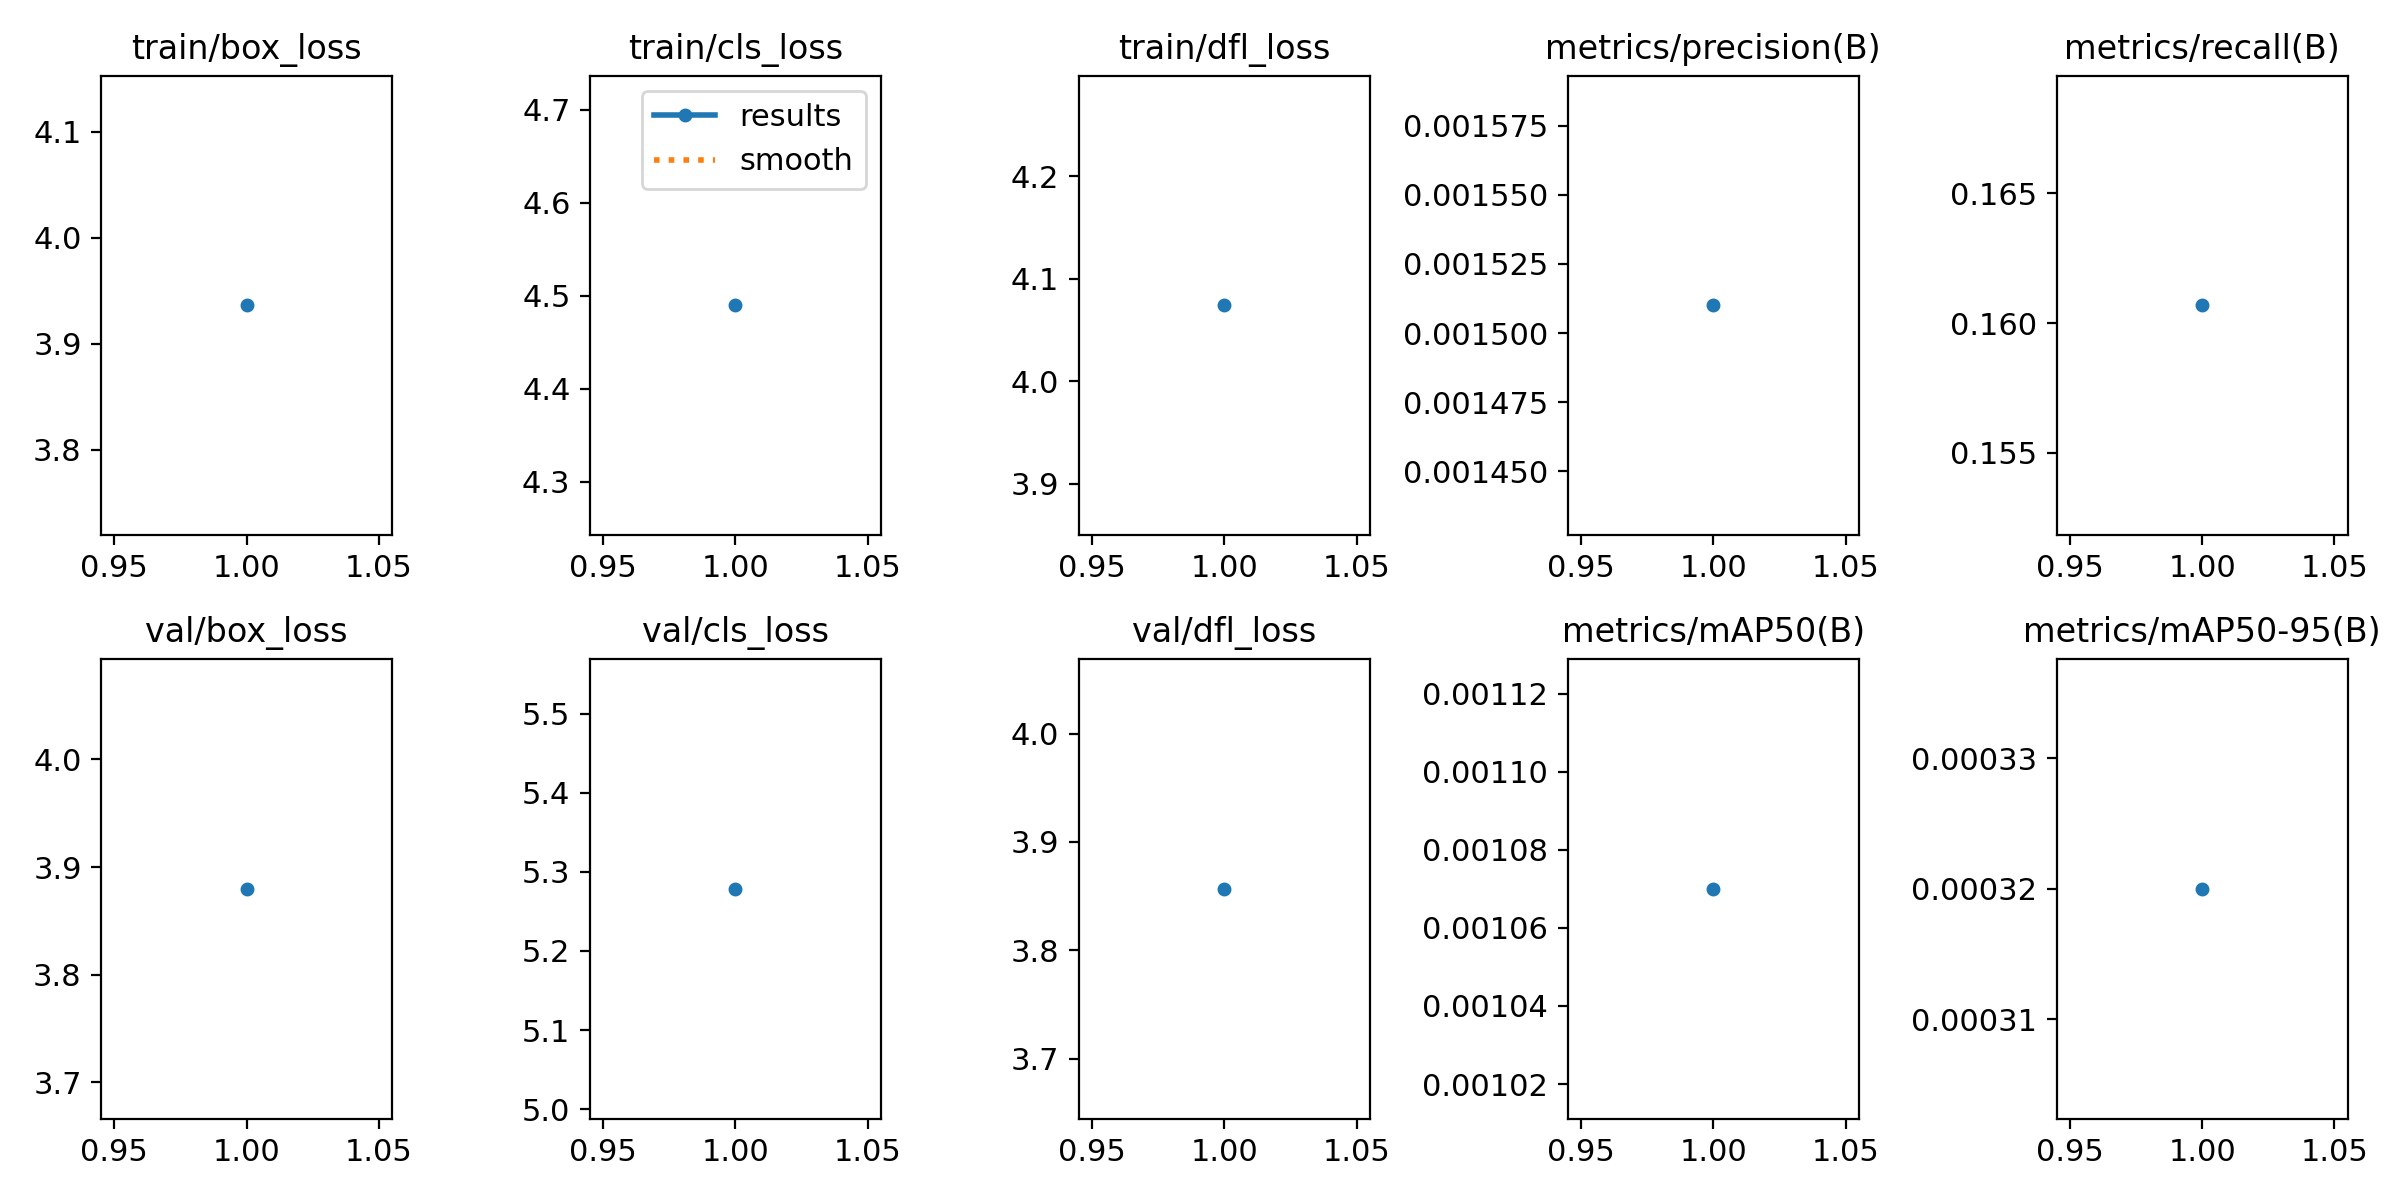 train/box_loss
4.1
4.0
3.9
3.8
0.95 1.00 1.05
train/cls_loss
results
smooth
4.7
4.6
4.5
4.4
4.3
0.95 1.00 1.05
train/dfl_loss
4.2
4.1
4.0
3.9
0.95 1.00 1.05
metrics/precision(B)
0.001575
0.001550
0.001525
0.001500
0.001475
0.001450
0.95 1.00 1.05
metrics/recall(B)
0.165
0.160
0.155
0.95 1.00 1.05
val/box_loss
4.0
3.9
3.8
3.7
0.95 1.00 1.05
val/cls_loss
5.5
5.4
5.3
5.2
5.1
5.0
0.95 1.00 1.05
val/dfl_loss
4.0
3.9
3.8
3.7
0.95 1.00 1.05
metrics/mAP50(B)
0.00112
0.00110
0.00108
0.00106
0.00104
0.00102
0.95 1.00 1.05
metrics/mAP50-95(B)
0.00033
0.00032
0.00031
0.95 1.00 1.05